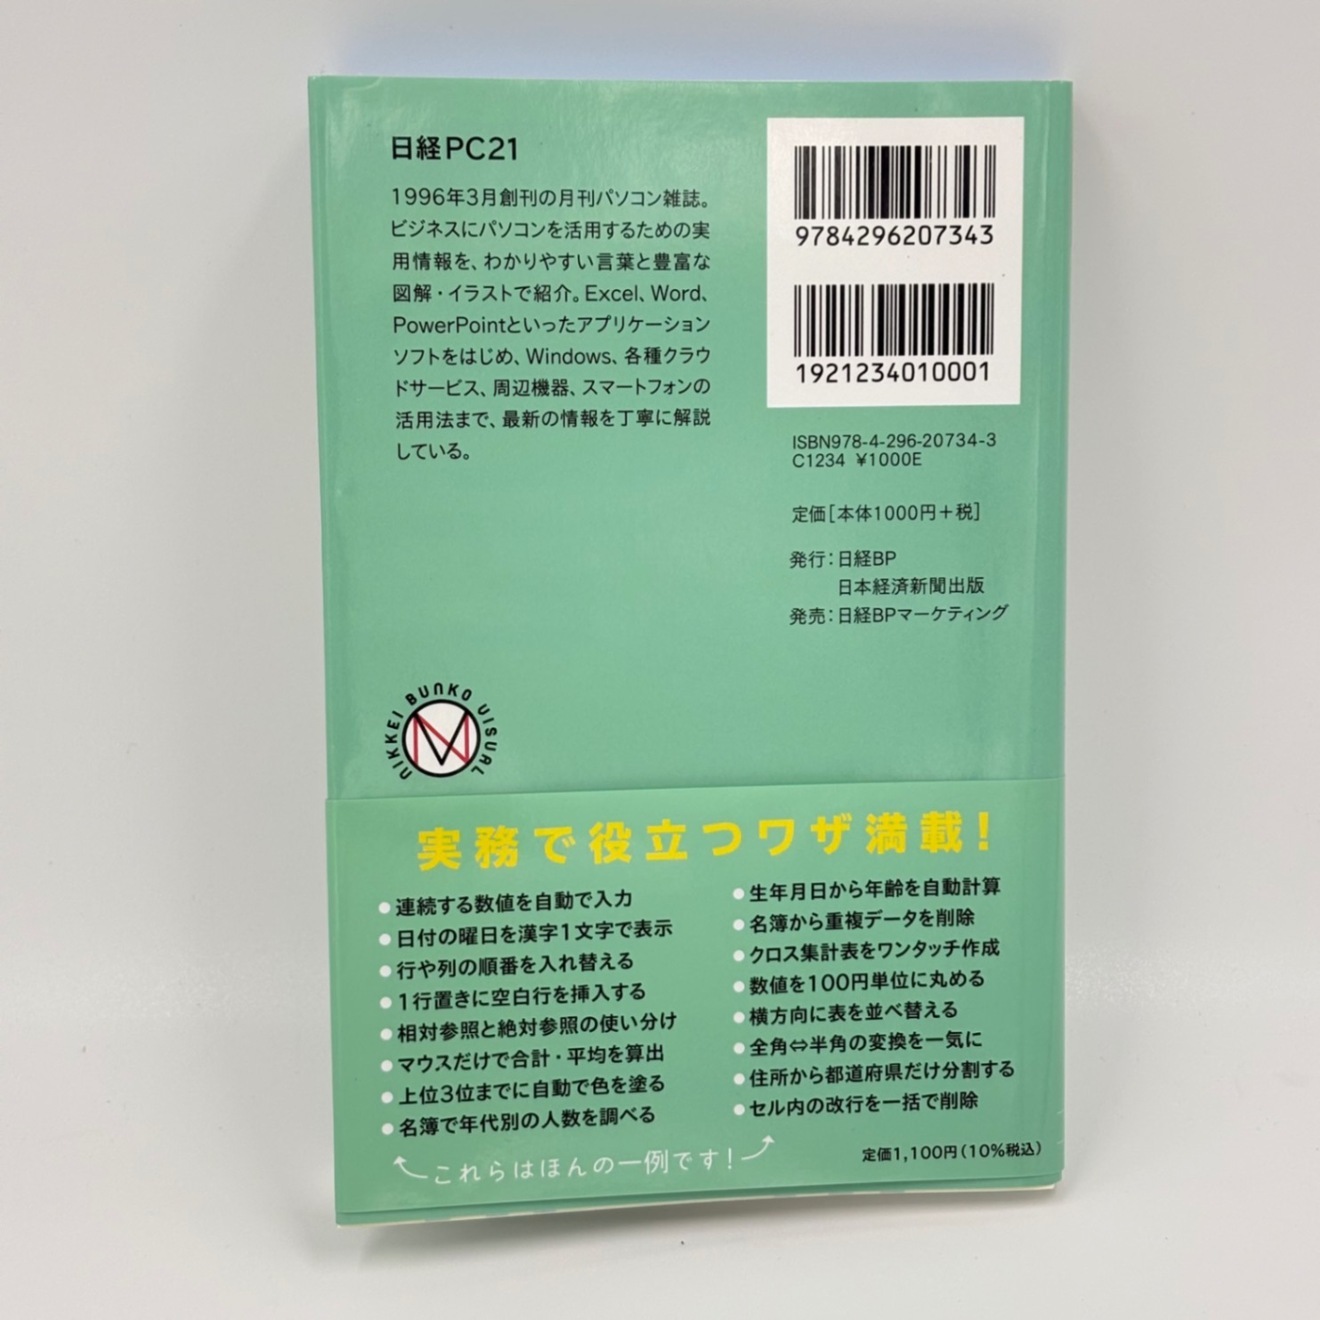 日経PC21
1996年3月創刊の月刊パソコン雑誌。
ビジネスにパソコンを活用するための実
用情報を、わかりやすい言葉と豊富な
図解・イラストで紹介。Excel、Word、
PowerPointといったアプリケーション
ソフトをはじめ、Windows、各種クラウ
ドサービス、周辺機器、スマートフォンの
活用法まで、最新の情報を丁寧に解説
している。
9784296207343
1921234010001
ISBN978-4-296-20734-3
C1234 ¥1000E
定価[本体1000円+税]
発行：日経BP
日本経済新聞出版
発売：日経BPマーケティング
NIKKEI BUNKO VISUAL
実務で役立つワザ満載！
●連続する数値を自動で入力
●日付の曜日を漢字1文字で表示
●行や列の順番を入れ替える
●1行置きに空白行を挿入する
●相対参照と絶対参照の使い分け
●マウスだけで合計・平均を算出
●上位3位までに自動で色を塗る
●名簿で年代別の人数を調べる
●生年月日から年齢を自動計算
●名簿から重複データを削除
●クロス集計表をワンタッチ作成
●数値を100円単位に丸める
●横方向に表を並べ替える
●全角⇔半角の変換を一気に
●住所から都道府県だけ分割する
●セル内の改行を一括で削除
これらはほんの一例です！
定価1,100円（10%税込）